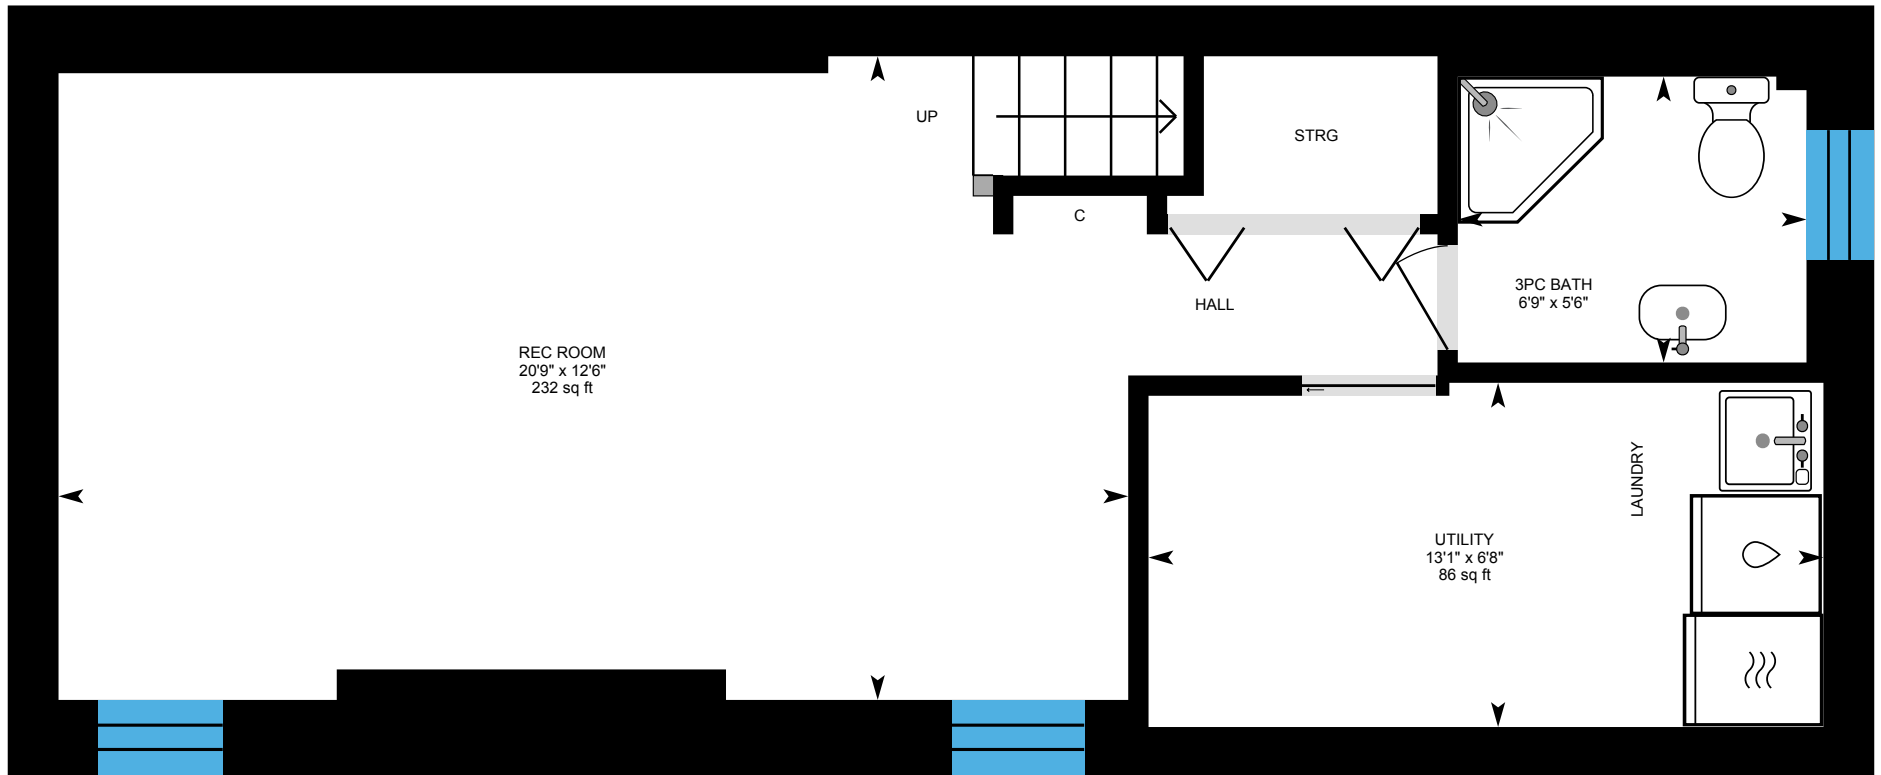 UP
STRG
C
HALL
3PC BATH
6'9" x 5'6"
REC ROOM
20'9" x 12'6"
232 sq ft
LAUNDRY
UTILITY
13'1" x 6'8"
86 sq ft